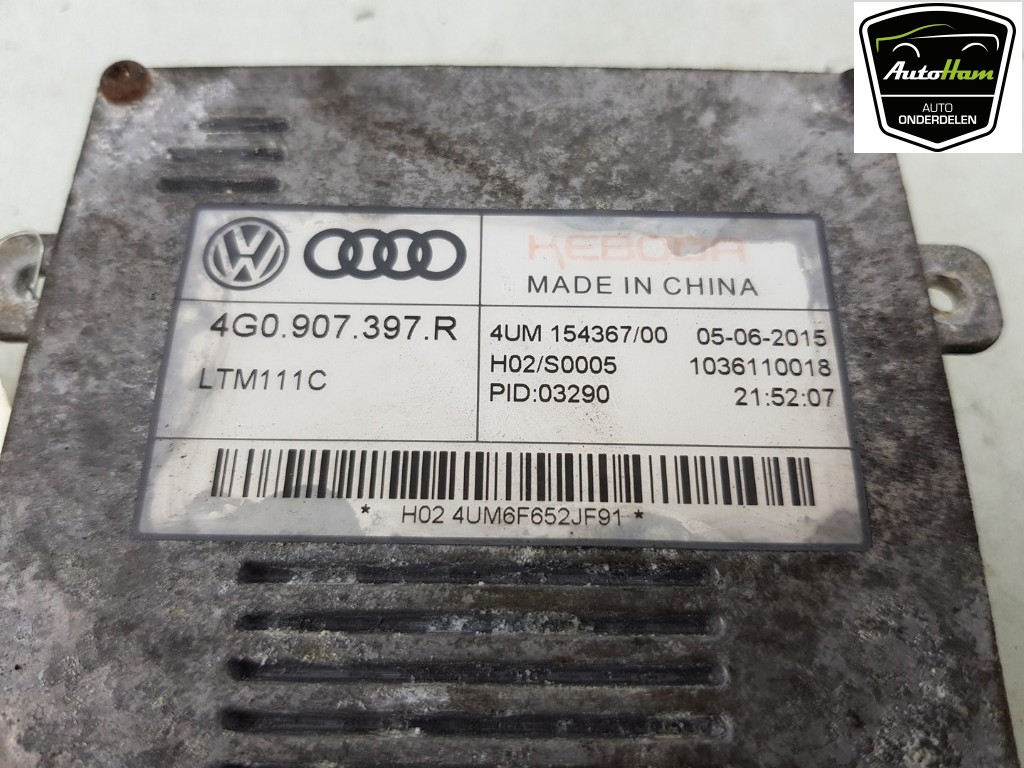 AutoHam
AUTO
ONDERDELEN
KEBODA
MADE IN CHINA
4G0.907.397.R
LTM111C
4UM 154367/00 05-06-2015
H02/S0005 1036110018
PID:03290 21:52:07
* H02 4UM6F652JF91 *